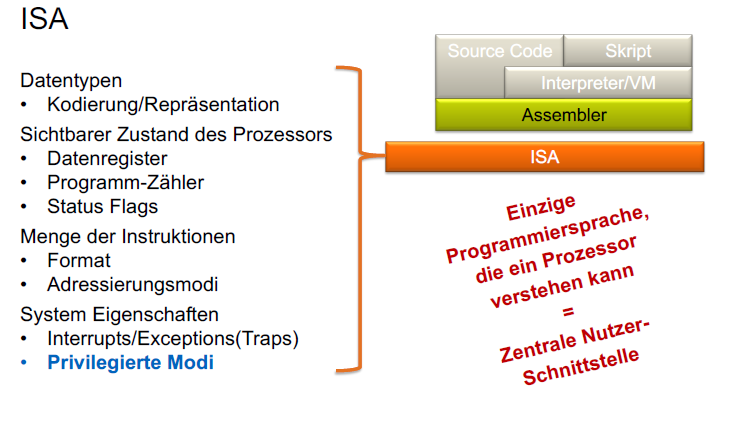 ISA
Datentypen
• Kodierung/Repräsentation
Sichtbarer Zustand des Prozessors
• Datenregister
• Programm-Zähler
• Status Flags
Menge der Instruktionen
• Format
• Adressierungsmodi
System Eigenschaften
• Interrupts/Exceptions(Traps)
• Privilegierte Modi
Source Code
Skript
Interpreter/VM
Assembler
ISA
Einzige
Programmiersprache,
die ein Prozessor
verstehen kann
=
Zentrale Nutzer-
Schnittstelle